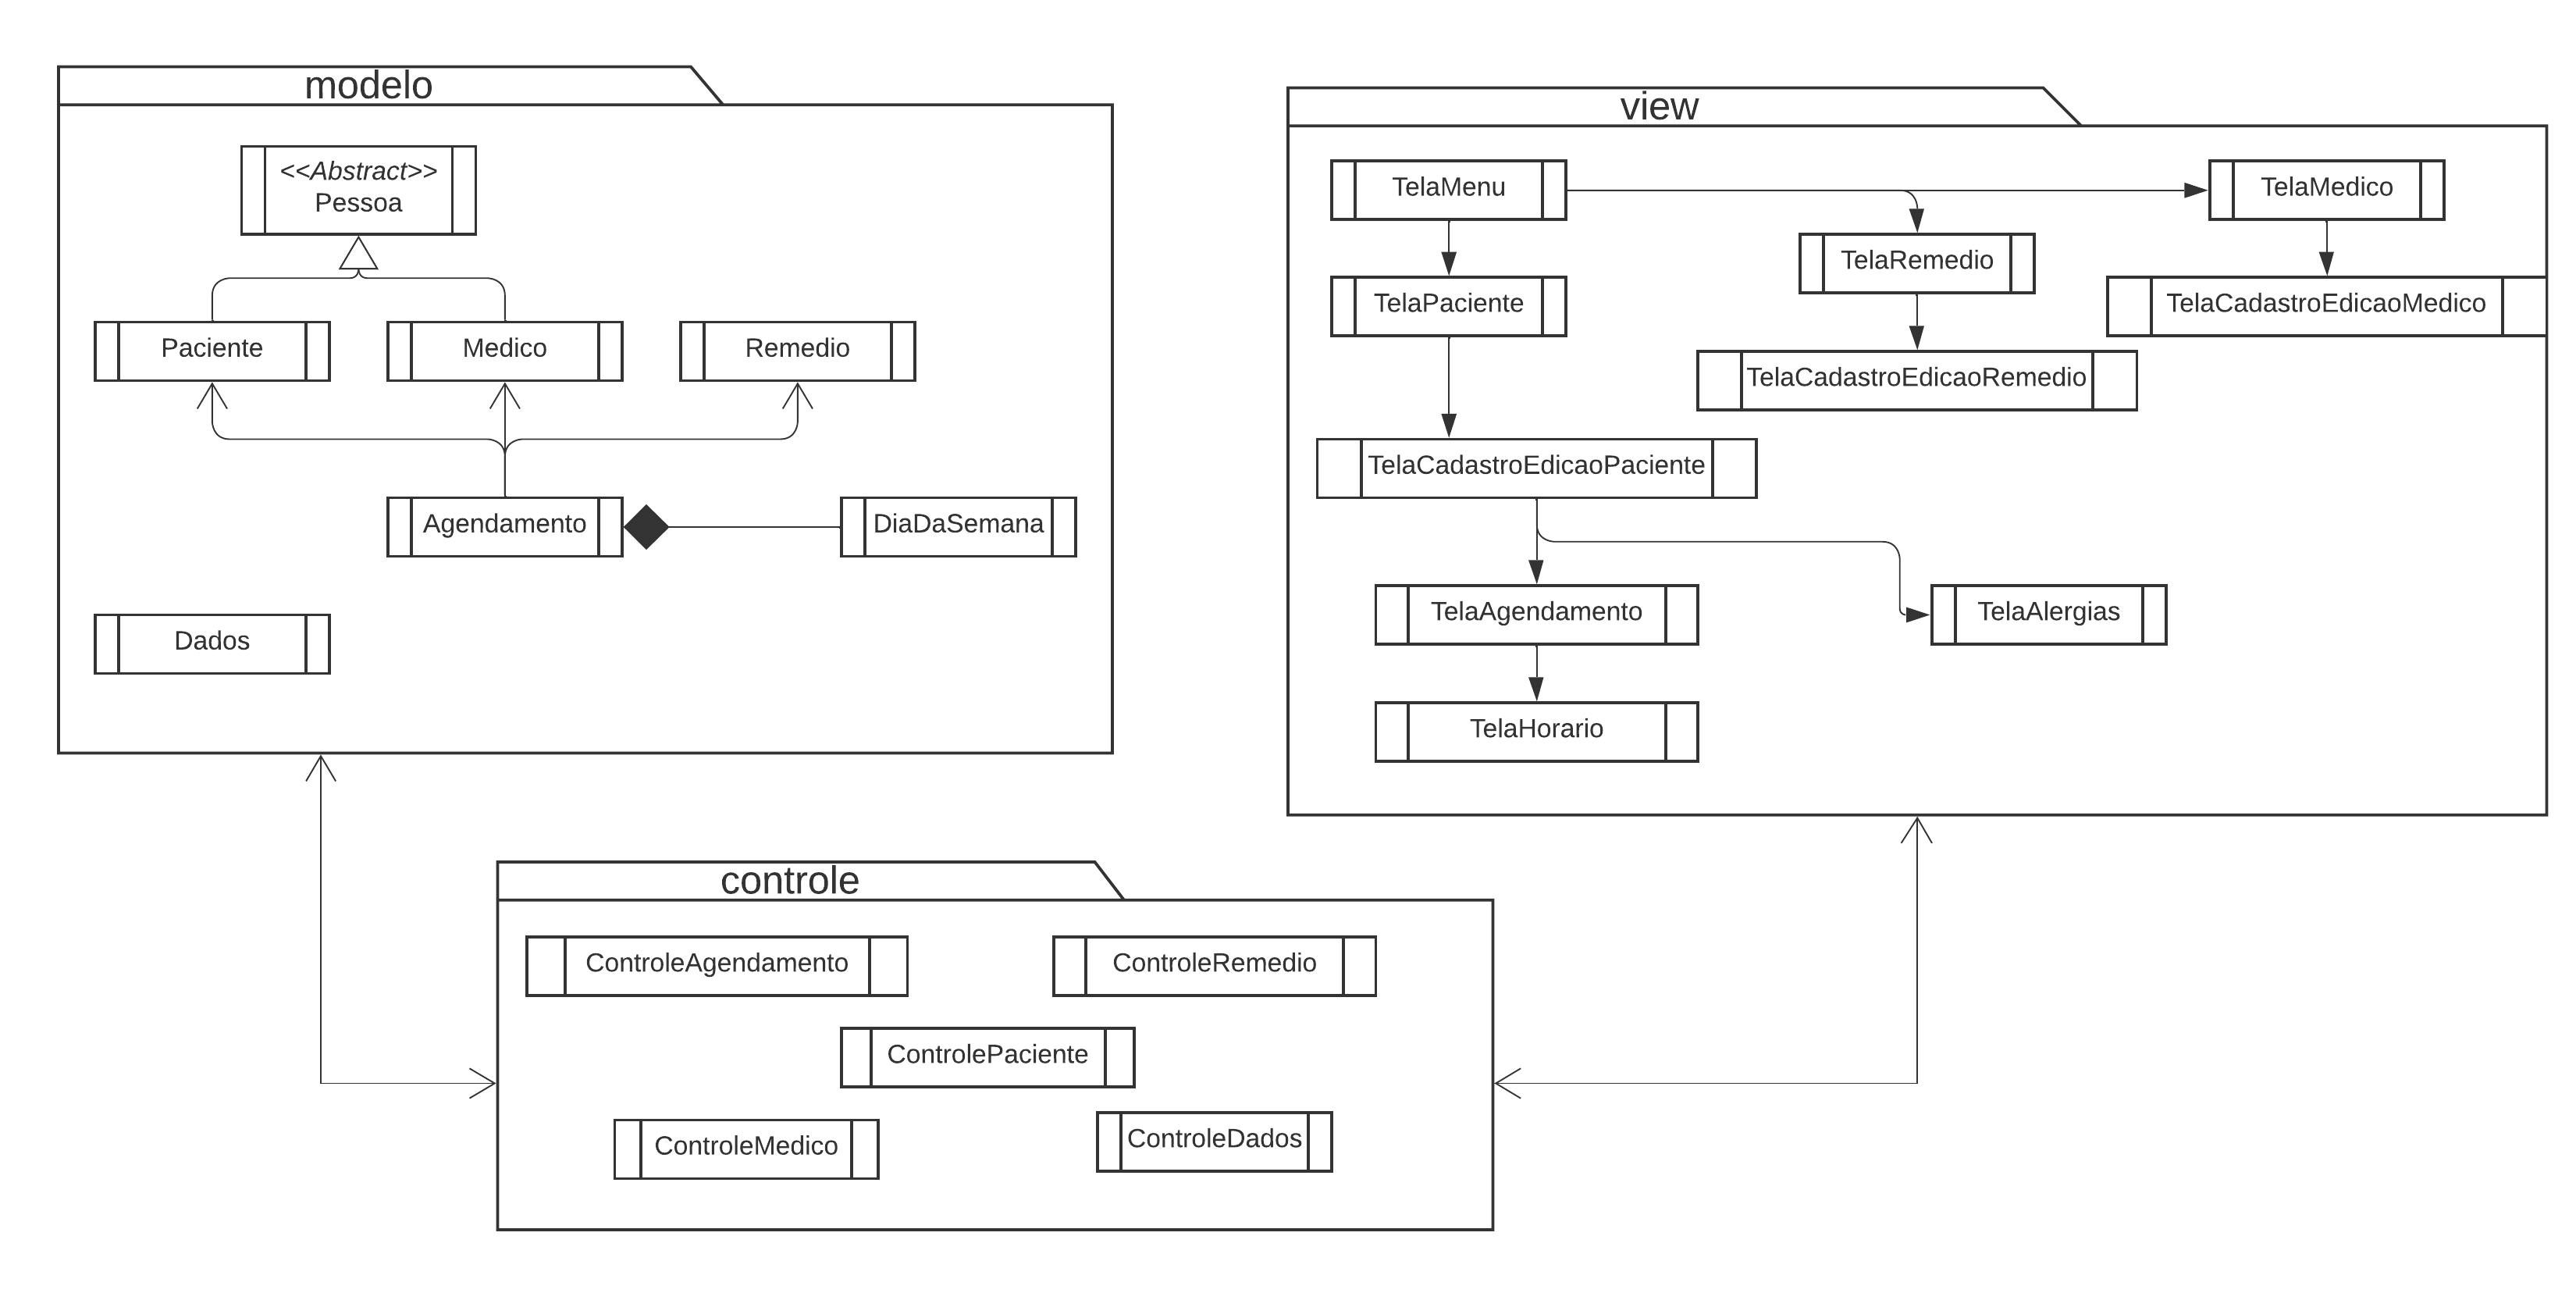 modelo
<<Abstract>>
Pessoa
Paciente
Medico
Remedio
Agendamento
DiaDaSemana
Dados
view
TelaMenu
TelaMedico
TelaRemedio
TelaPaciente
TelaCadastroEdicaoMedico
TelaCadastroEdicaoRemedio
TelaCadastroEdicaoPaciente
TelaAgendamento
TelaAlergias
TelaHorario
controle
ControleAgendamento
ControleRemedio
ControlePaciente
ControleMedico
ControleDados